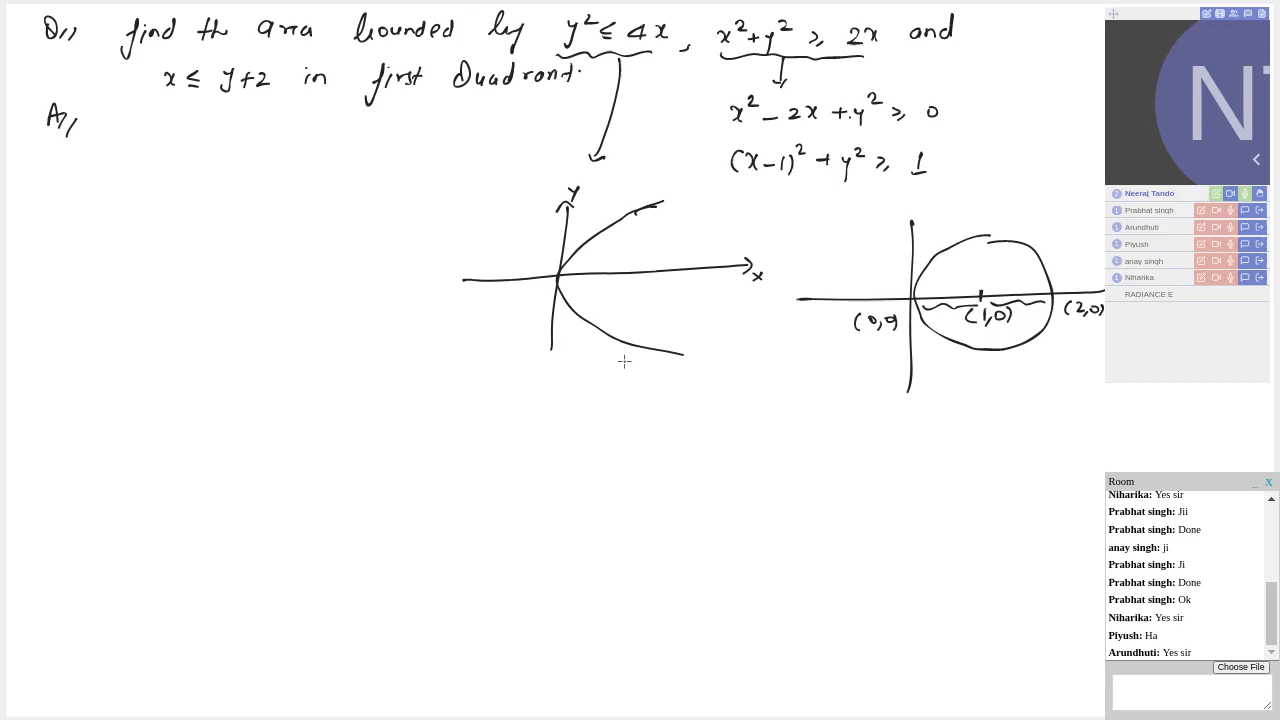 Q,, find the area bounded by y² ≤ 4x, x²+y² ≥ 2x and
x ≤ y+2 in first Quadrant.
A,,
x² - 2x + y² ≥ 0
(x-1)² + y² ≥ 1
y
x
(0,0)
(1,0)
(2,0)
NT
Neeraj Tando
Prabhat singh
Arundhuti
Piyush
anay singh
Niharika
RADIANCE E
Room _ X
Niharika: Yes sir
Prabhat singh: Jii
Prabhat singh: Done
anay singh: ji
Prabhat singh: Ji
Prabhat singh: Done
Prabhat singh: Ok
Niharika: Yes sir
Piyush: Ha
Arundhuti: Yes sir
Choose File